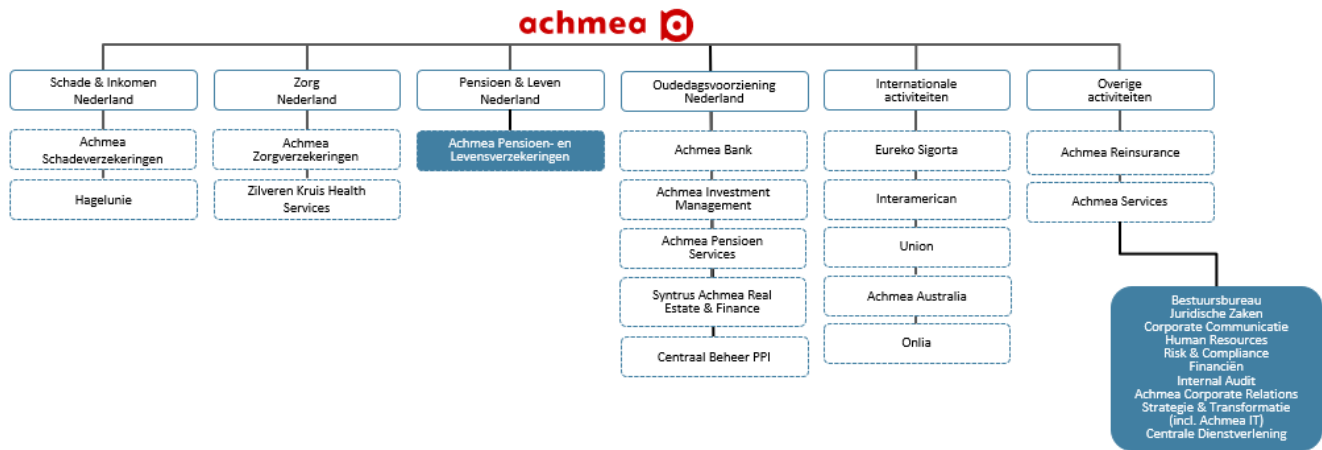 achmea
Schade & Inkomen
Nederland
Achmea
Schadeverzekeringen
Hagelunie
Zorg
Nederland
Achmea
Zorgverzekeringen
Zilveren Kruis Health
Services
Pensioen & Leven
Nederland
Achmea Pensioen- en
Levensverzekeringen
Oudedagsvoorziening
Nederland
Achmea Bank
Achmea Investment
Management
Achmea Pensioen
Services
Syntrus Achmea Real
Estate & Finance
Centraal Beheer PPI
Internationale
activiteiten
Eureko Sigorta
Interamerican
Union
Achmea Australia
Onlia
Overige
activiteiten
Achmea Reinsurance
Achmea Services
Bestuursbureau
Juridische Zaken
Corporate Communicatie
Human Resources
Risk & Compliance
Financiën
Internal Audit
Achmea Corporate Relations
Strategie & Transformatie
(incl. Achmea IT)
Centrale Dienstverlening